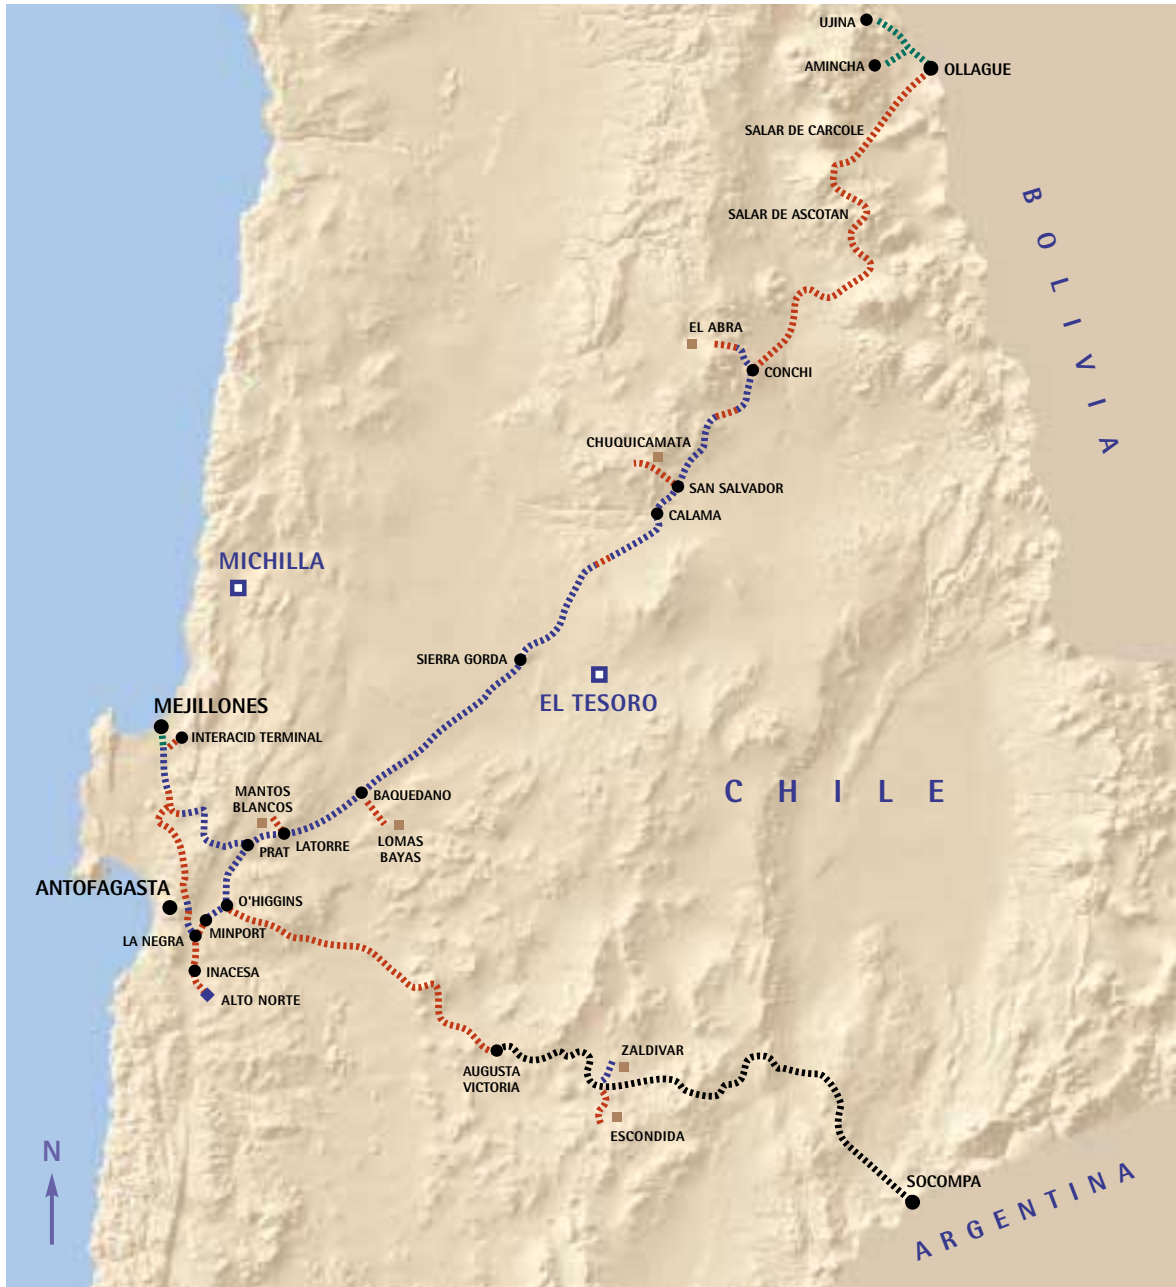 UJINA
AMINCHA
OLLAGUE
SALAR DE CARCOLE
SALAR DE ASCOTAN
BOLIVIA
EL ABRA
CONCHI
CHUQUICAMATA
SAN SALVADOR
CALAMA
MICHILLA
SIERRA GORDA
EL TESORO
MEJILLONES
INTERACID TERMINAL
MANTOS
BLANCOS
BAQUEDANO
CHILE
LATORRE
LOMAS
BAYAS
PRAT
ANTOFAGASTA
O'HIGGINS
MINPORT
LA NEGRA
INACESA
ALTO NORTE
ZALDIVAR
AUGUSTA
VICTORIA
ESCONDIDA
N
SOCOMPA
ARGENTINA